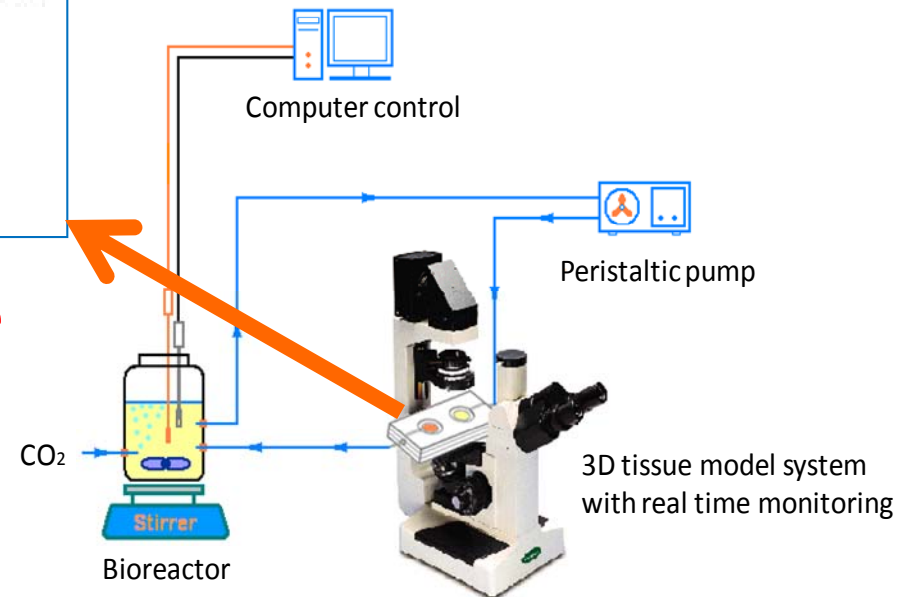 Computer control
Peristaltic pump
CO₂
3D tissue model system
with real time monitoring
Stirrer
Bioreactor